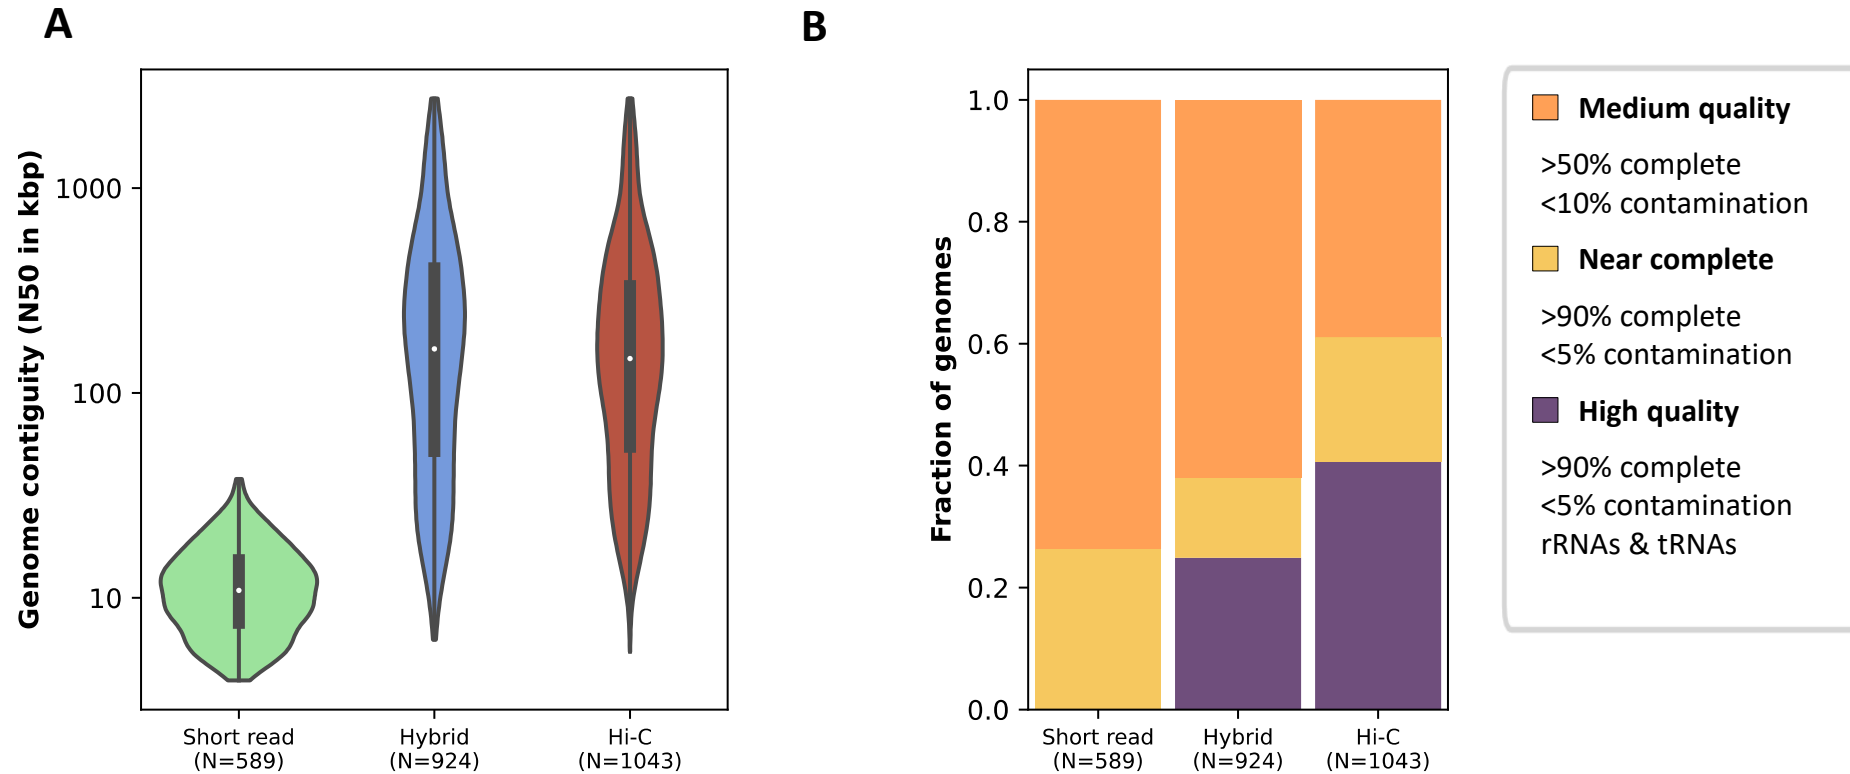 A
Genome contiguity (N50 in kbp)
1000
100
10
Short read
(N=589)
Hybrid
(N=924)
Hi-C
(N=1043)
B
Fraction of genomes
1.0
0.8
0.6
0.4
0.2
0.0
Short read
(N=589)
Hybrid
(N=924)
Hi-C
(N=1043)
Medium quality
>50% complete
<10% contamination
Near complete
>90% complete
<5% contamination
High quality
>90% complete
<5% contamination
rRNAs & tRNAs